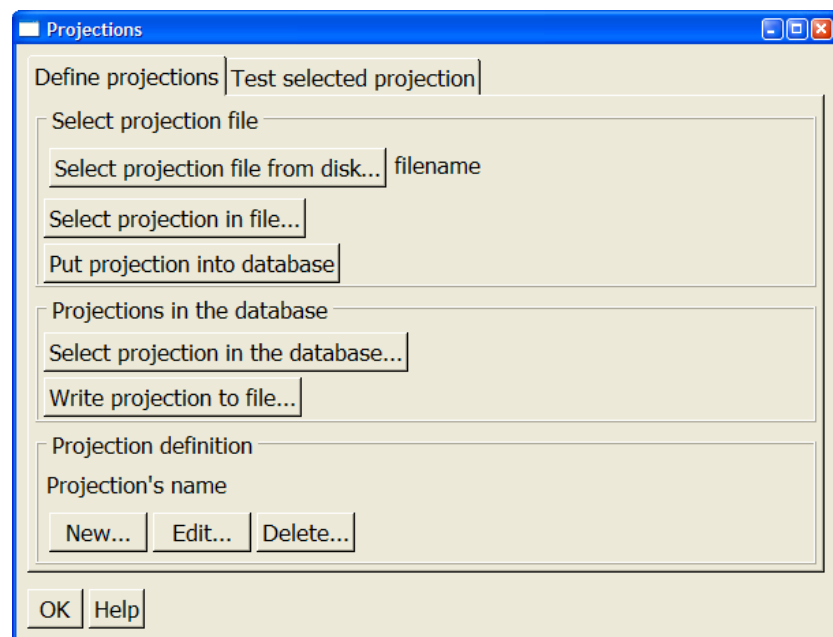 Projections
Define projections Test selected projection
Select projection file
Select projection file from disk... filename
Select projection in file...
Put projection into database
Projections in the database
Select projection in the database...
Write projection to file...
Projection definition
Projection's name
New... Edit... Delete...
OK Help